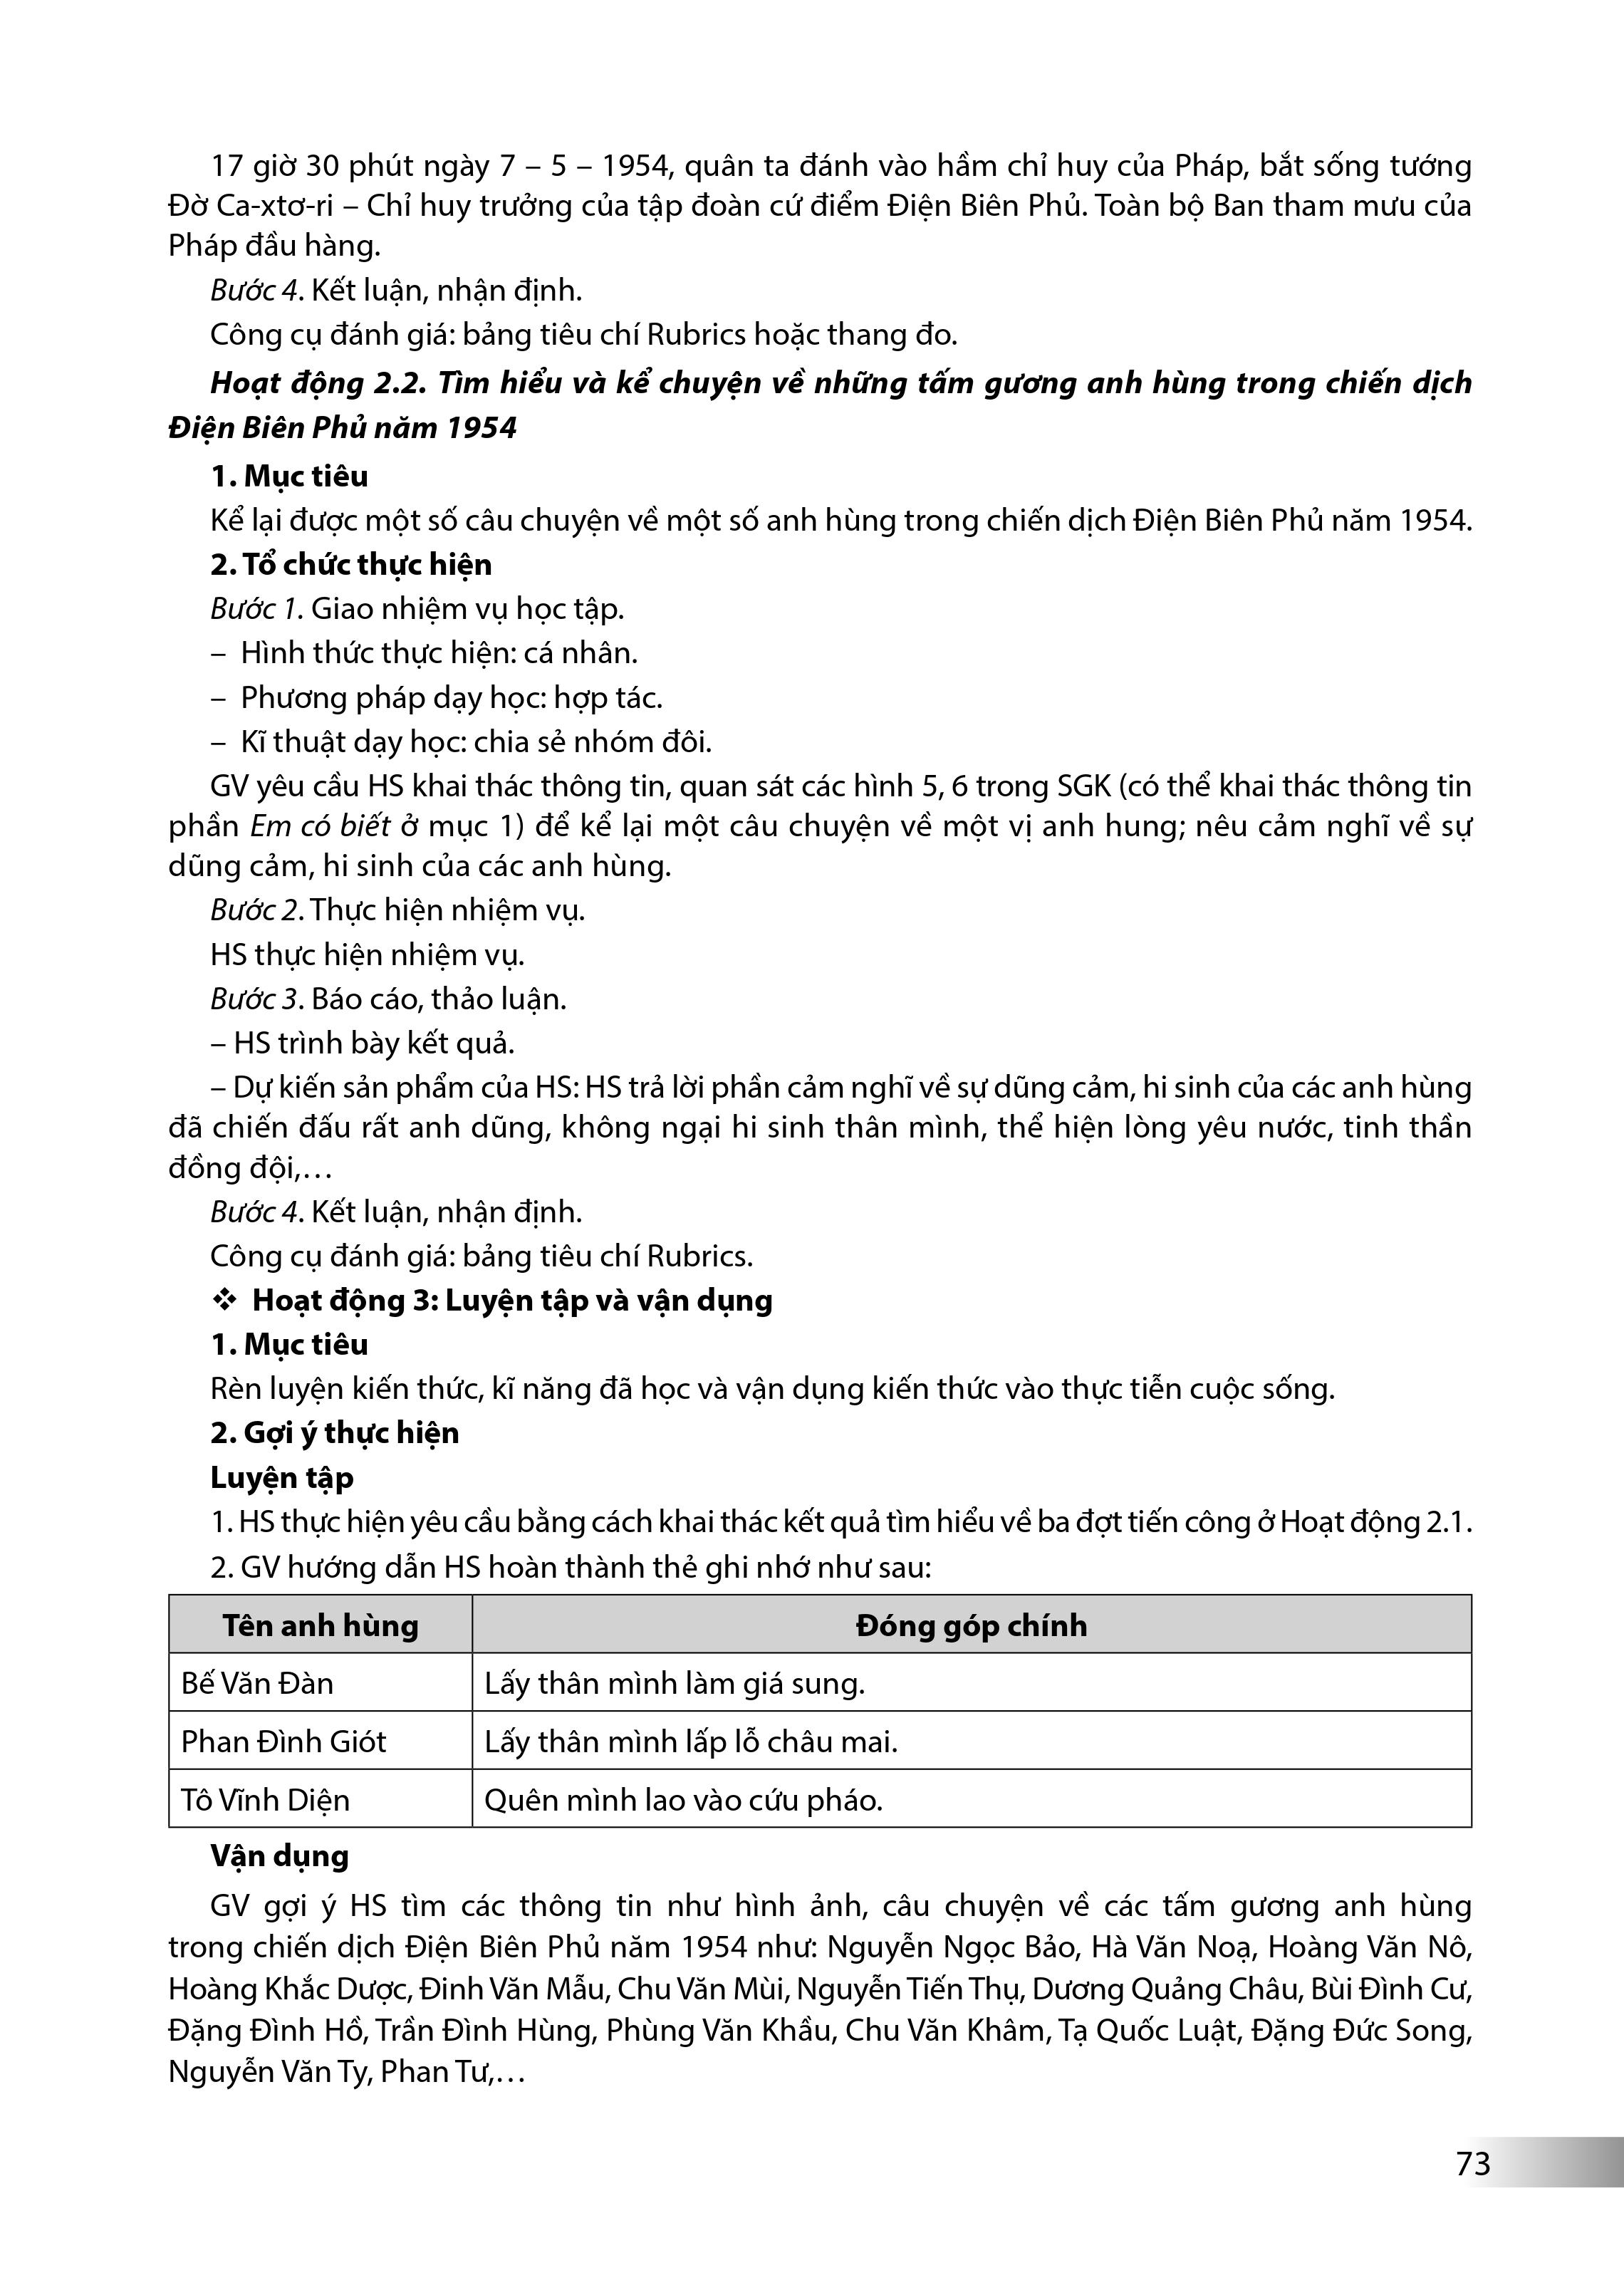 17 giờ 30 phút ngày 7 – 5 – 1954, quân ta đánh vào hầm chỉ huy của Pháp, bắt sống tướng
Đờ Ca-xtơ-ri – Chỉ huy trưởng của tập đoàn cứ điểm Điện Biên Phủ. Toàn bộ Ban tham mưu của
Pháp đầu hàng.
Bước 4. Kết luận, nhận định.
Công cụ đánh giá: bảng tiêu chí Rubrics hoặc thang đo.
Hoạt động 2.2. Tìm hiểu và kể chuyện về những tấm gương anh hùng trong chiến dịch
Điện Biên Phủ năm 1954
1. Mục tiêu
Kể lại được một số câu chuyện về một số anh hùng trong chiến dịch Điện Biên Phủ năm 1954.
2. Tổ chức thực hiện
Bước 1. Giao nhiệm vụ học tập.
– Hình thức thực hiện: cá nhân.
– Phương pháp dạy học: hợp tác.
– Kĩ thuật dạy học: chia sẻ nhóm đôi.
GV yêu cầu HS khai thác thông tin, quan sát các hình 5, 6 trong SGK (có thể khai thác thông tin
phần Em có biết ở mục 1) để kể lại một câu chuyện về một vị anh hung; nêu cảm nghĩ về sự
dũng cảm, hi sinh của các anh hùng.
Bước 2. Thực hiện nhiệm vụ.
HS thực hiện nhiệm vụ.
Bước 3. Báo cáo, thảo luận.
– HS trình bày kết quả.
– Dự kiến sản phẩm của HS: HS trả lời phần cảm nghĩ về sự dũng cảm, hi sinh của các anh hùng
đã chiến đấu rất anh dũng, không ngại hi sinh thân mình, thể hiện lòng yêu nước, tinh thần
đồng đội,…
Bước 4. Kết luận, nhận định.
Công cụ đánh giá: bảng tiêu chí Rubrics.
❖ Hoạt động 3: Luyện tập và vận dụng
1. Mục tiêu
Rèn luyện kiến thức, kĩ năng đã học và vận dụng kiến thức vào thực tiễn cuộc sống.
2. Gợi ý thực hiện
Luyện tập
1. HS thực hiện yêu cầu bằng cách khai thác kết quả tìm hiểu về ba đợt tiến công ở Hoạt động 2.1.
2. GV hướng dẫn HS hoàn thành thẻ ghi nhớ như sau:
Tên anh hùng Đóng góp chính
Bế Văn Đàn Lấy thân mình làm giá sung.
Phan Đình Giót Lấy thân mình lấp lỗ châu mai.
Tô Vĩnh Diện Quên mình lao vào cứu pháo.
Vận dụng
GV gợi ý HS tìm các thông tin như hình ảnh, câu chuyện về các tấm gương anh hùng
trong chiến dịch Điện Biên Phủ năm 1954 như: Nguyễn Ngọc Bảo, Hà Văn Noạ, Hoàng Văn Nô,
Hoàng Khắc Dược, Đinh Văn Mẫu, Chu Văn Mùi, Nguyễn Tiến Thụ, Dương Quảng Châu, Bùi Đình Cư,
Đặng Đình Hồ, Trần Đình Hùng, Phùng Văn Khầu, Chu Văn Khâm, Tạ Quốc Luật, Đặng Đức Song,
Nguyễn Văn Ty, Phan Tư,…
73